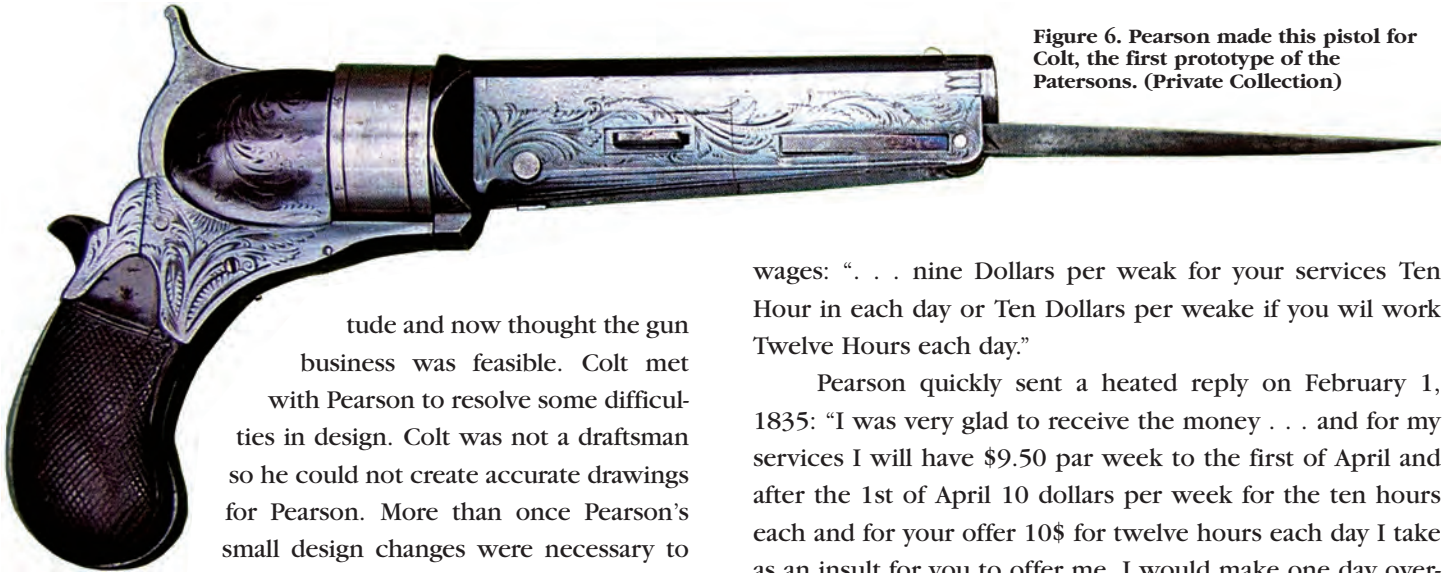 Figure 6. Pearson made this pistol for
Colt, the first prototype of the
Patersons. (Private Collection)
tude and now thought the gun
business was feasible. Colt met
with Pearson to resolve some difficul-
ties in design. Colt was not a draftsman
so he could not create accurate drawings
for Pearson. More than once Pearson's
small design changes were necessary to
wages: “. . . nine Dollars per weak for your services Ten
Hour in each day or Ten Dollars per weake if you wil work
Twelve Hours each day.”
Pearson quickly sent a heated reply on February 1,
1835: “I was very glad to receive the money . . . and for my
services I will have $9.50 par week to the first of April and
after the 1st of April 10 dollars per week for the ten hours
each and for your offer 10$ for twelve hours each day I take
as an insult for you to offer me. I would make one day over-